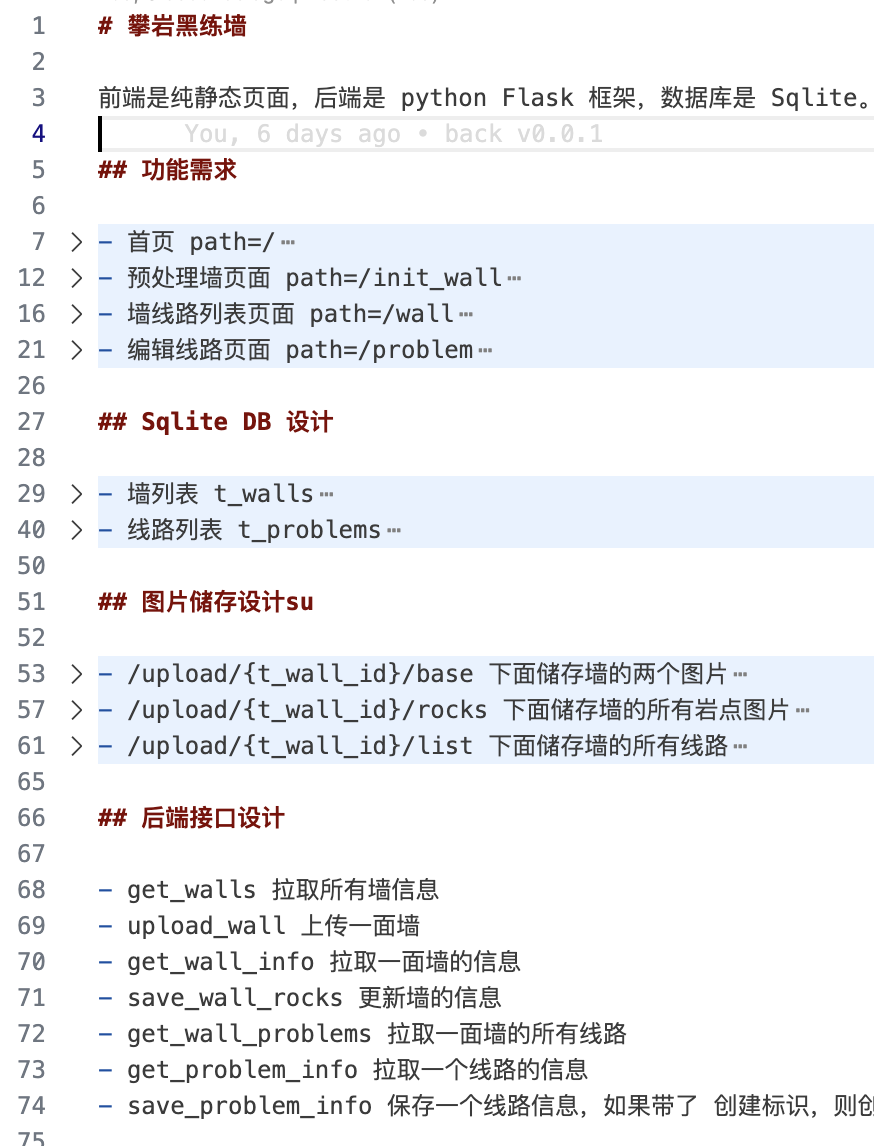 1 # 攀岩黑练墙
2
3 前端是纯静态页面，后端是 python Flask 框架，数据库是 Sqlite。
4 You, 6 days ago • back v0.0.1
5 ## 功能需求
6
7 > - 首页 path=/ …
12 > - 预处理墙页面 path=/init_wall …
16 > - 墙线路列表页面 path=/wall …
21 > - 编辑线路页面 path=/problem …
26
27 ## Sqlite DB 设计
28
29 > - 墙列表 t_walls …
40 > - 线路列表 t_problems …
50
51 ## 图片储存设计su
52
53 > - /upload/{t_wall_id}/base 下面储存墙的两个图片 …
57 > - /upload/{t_wall_id}/rocks 下面储存墙的所有岩点图片 …
61 > - /upload/{t_wall_id}/list 下面储存墙的所有线路 …
65
66 ## 后端接口设计
67
68 - get_walls 拉取所有墙信息
69 - upload_wall 上传一面墙
70 - get_wall_info 拉取一面墙的信息
71 - save_wall_rocks 更新墙的信息
72 - get_wall_problems 拉取一面墙的所有线路
73 - get_problem_info 拉取一个线路的信息
74 - save_problem_info 保存一个线路信息，如果带了 创建标识，则创
75